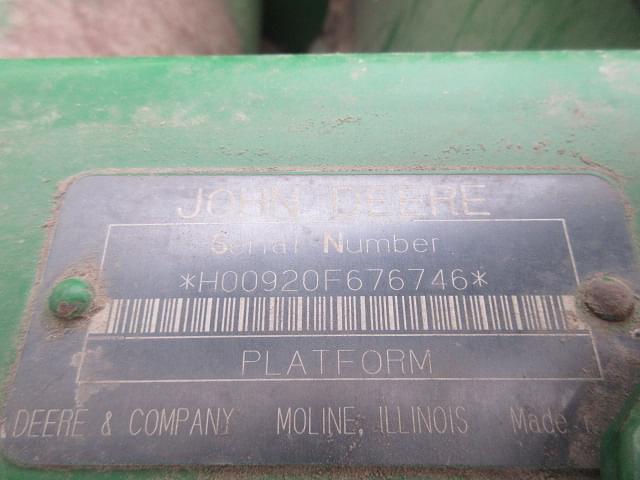 JOHN DEERE
Serial Number
*H00920F676746*
PLATFORM
DEERE & COMPANY MOLINE, ILLINOIS Made